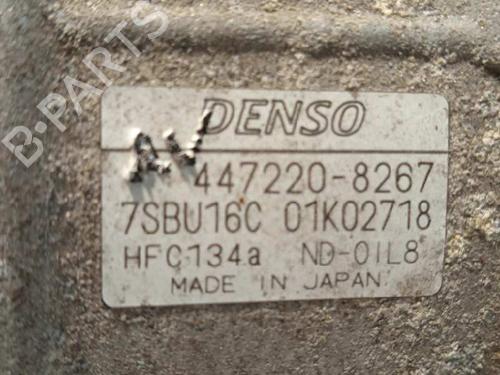 B-PARTS
DENSO
AV
447220-8267
7SBU16C 01K02718
HFC134a ND-OIL8
MADE IN JAPAN